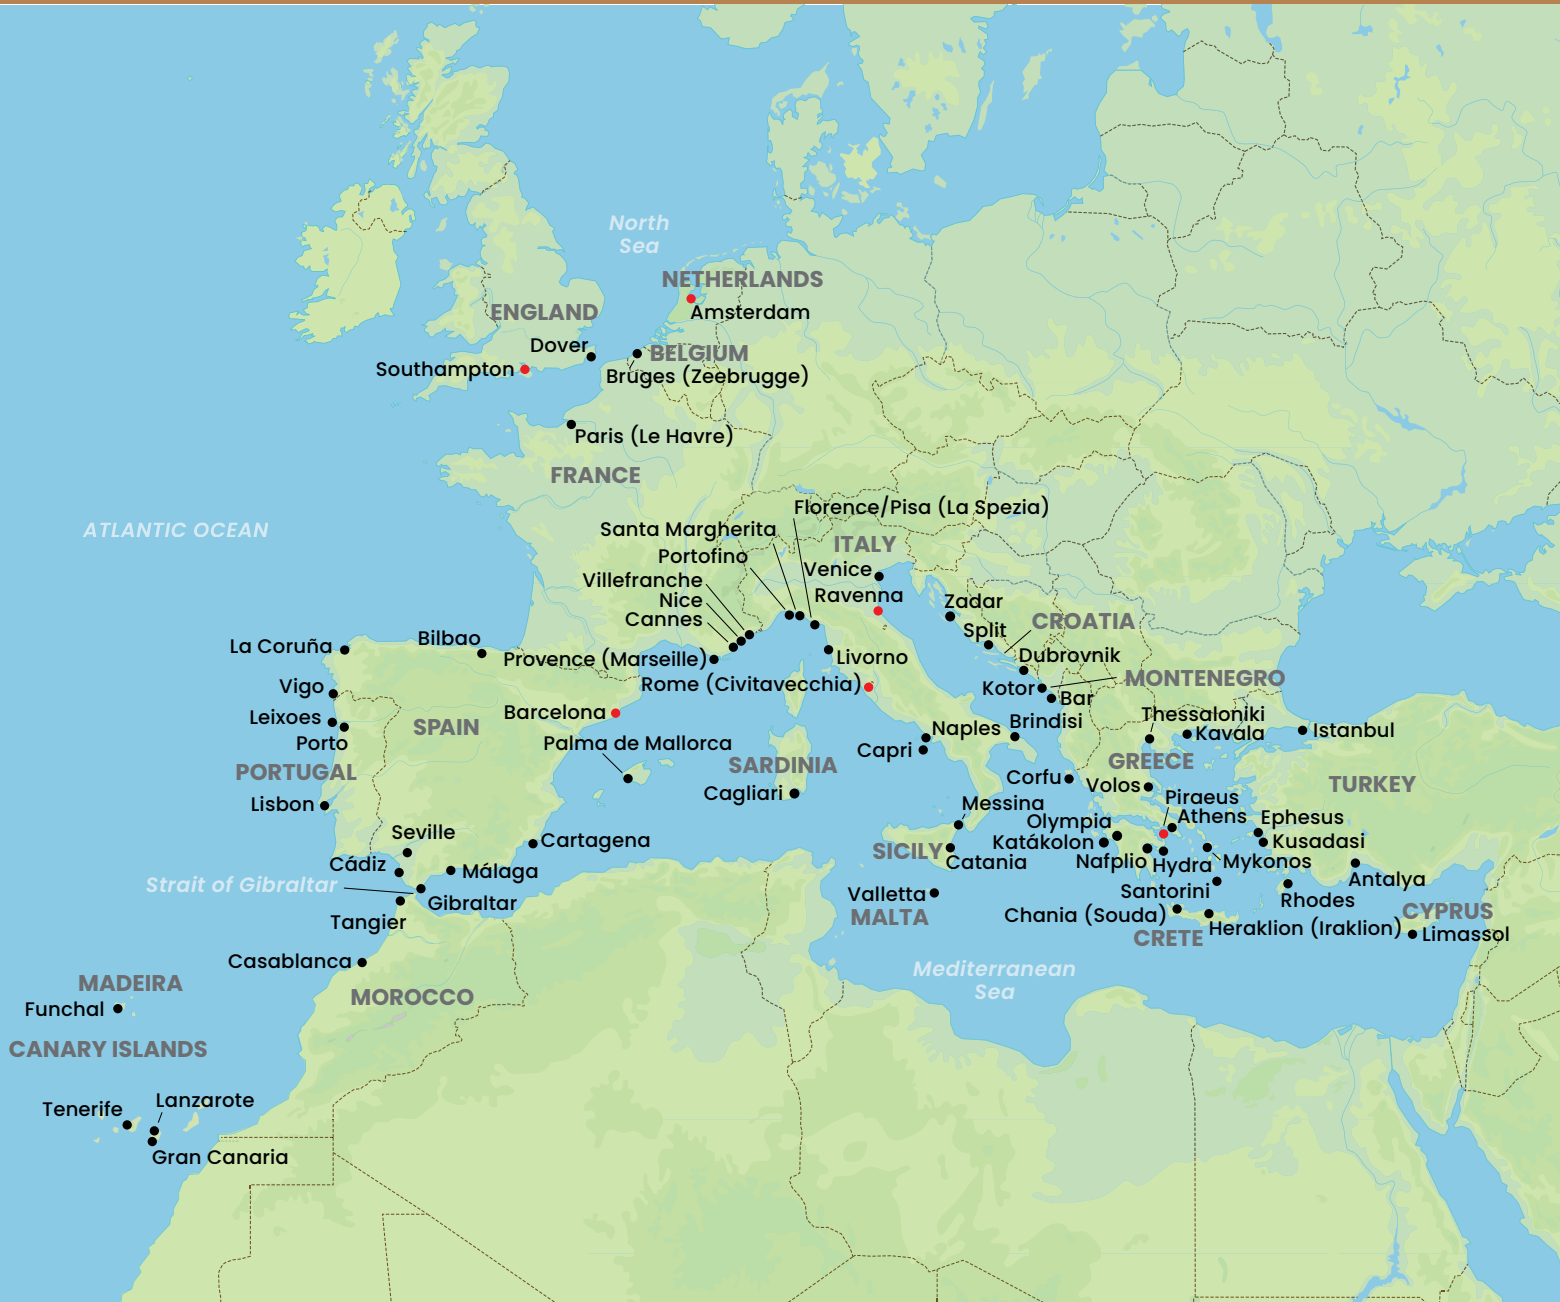 North
Sea
NETHERLANDS
Amsterdam
ENGLAND
Dover
BELGIUM
Southampton
Bruges (Zeebrugge)
Paris (Le Havre)
FRANCE
Florence/Pisa (La Spezia)
ATLANTIC OCEAN
Santa Margherita
ITALY
Portofino
Venice
Villefranche
Ravenna
Nice
Zadar
Cannes
CROATIA
Split
La Coruña
Bilbao
Provence (Marseille)
Livorno
Dubrovnik
Rome (Civitavecchia)
Kotor
MONTENEGRO
Vigo
Bar
Leixoes
Barcelona
Thessaloniki
SPAIN
Naples
Brindisi
Kavála
Istanbul
Porto
Palma de Mallorca
Capri
PORTUGAL
SARDINIA
GREECE
Corfu
Volos
TURKEY
Lisbon
Cagliari
Messina
Piraeus
Olympia
Athens
Ephesus
Seville
Cartagena
SICILY
Katákolon
Kusadasi
Cádiz
Málaga
Catania
Nafplio
Hydra
Mykonos
Strait of Gibraltar
Antalya
Gibraltar
Valletta
Santorini
Rhodes
Tangier
MALTA
Chania (Souda)
CYPRUS
Heraklion (Iraklion)
Limassol
CRETE
Casablanca
Mediterranean
Sea
MADEIRA
MOROCCO
Funchal
CANARY ISLANDS
Lanzarote
Tenerife
Gran Canaria